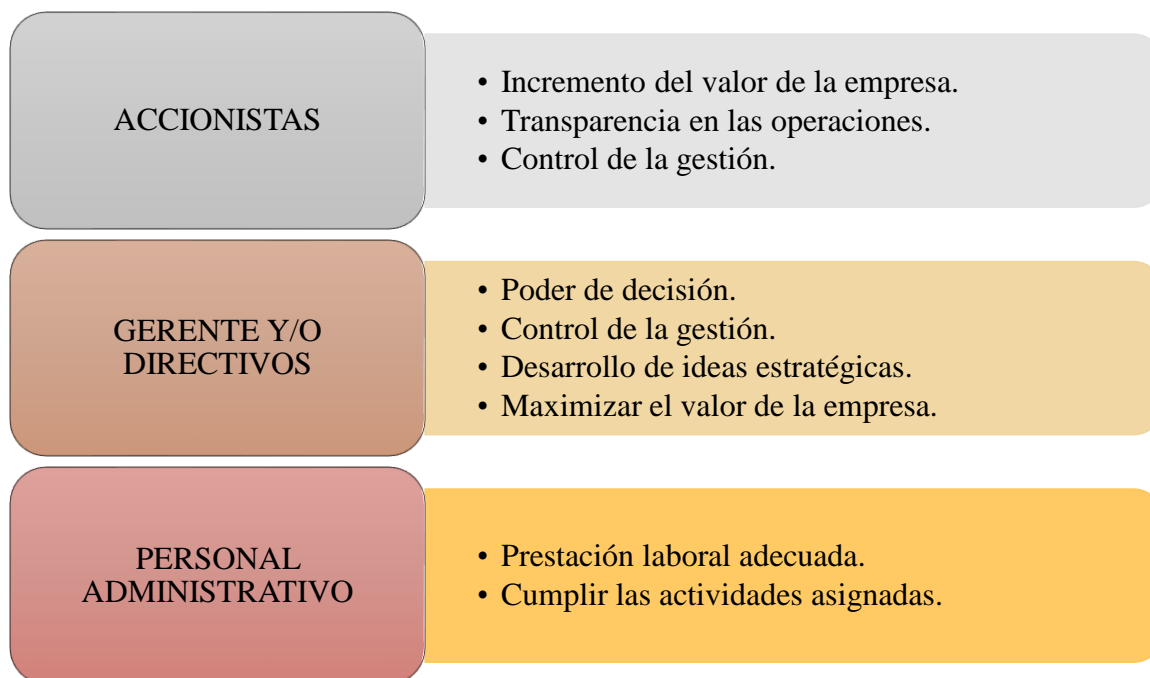 ACCIONISTAS
• Incremento del valor de la empresa.
• Transparencia en las operaciones.
• Control de la gestión.
GERENTE Y/O
DIRECTIVOS
• Poder de decisión.
• Control de la gestión.
• Desarrollo de ideas estratégicas.
• Maximizar el valor de la empresa.
PERSONAL
ADMINISTRATIVO
• Prestación laboral adecuada.
• Cumplir las actividades asignadas.